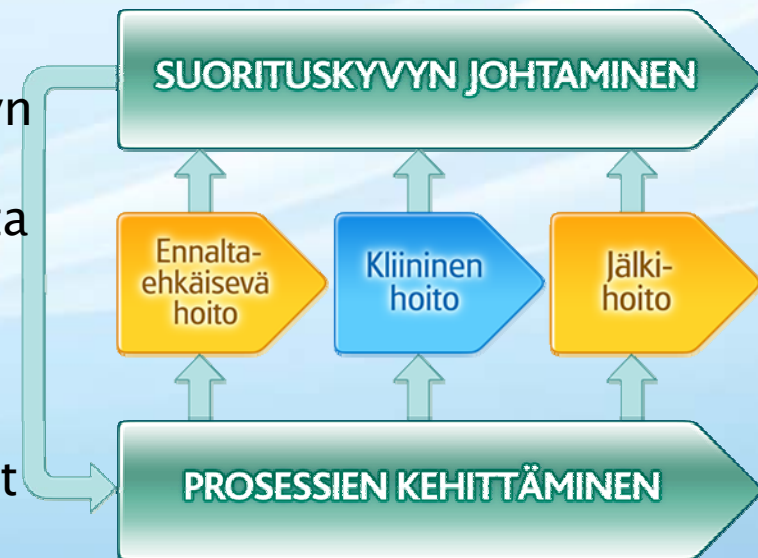 SUORITUSKYVYN JOHTAMINEN
Ennalta-
ehkäisevä
hoito
Kliininen
hoito
Jälki-
hoito
PROSESSIEN KEHITTÄMINEN